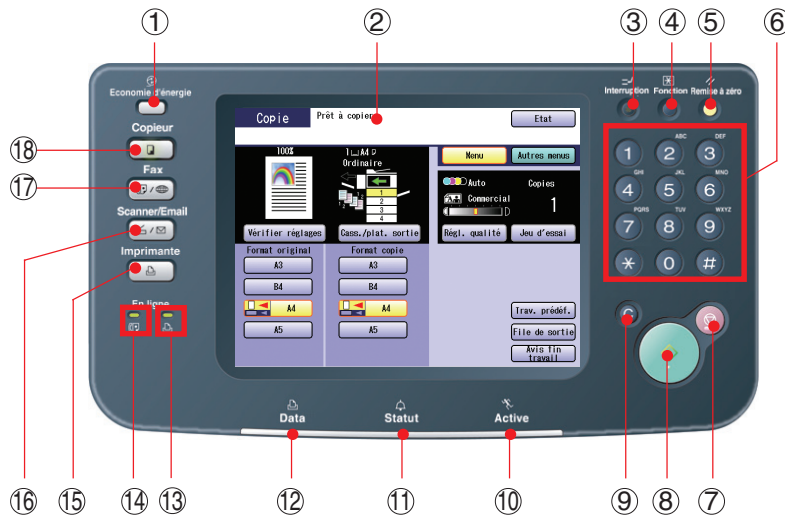 ① ② ③ ④ ⑤ ⑥
Economie d'énergie
Interruption Fonction Remise à zéro
Copie Prêt à copier Etat
100% 1 A4
Ordinaire
1
2
3
4
Menu Autres menus
Auto Copies
Commercial 1
Vérifier réglages Cass./plat. sortie Régl. qualité Jeu d'essai
Format original Format copie
A3 A3
B4 B4
A4 A4
A5 A5
Trav. prédéf.
File de sortie
Avis fin
travail
Copieur
Fax
Scanner/Email
Imprimante
En ligne
⑱
⑰
ABC DEF
1 2 3
GHI JKL MNO
4 5 6
PQRS TUV WXYZ
7 8 9
* 0 #
C
Data Statut Active
⑯ ⑮ ⑭ ⑬ ⑫ ⑪ ⑩ ⑨ ⑧ ⑦